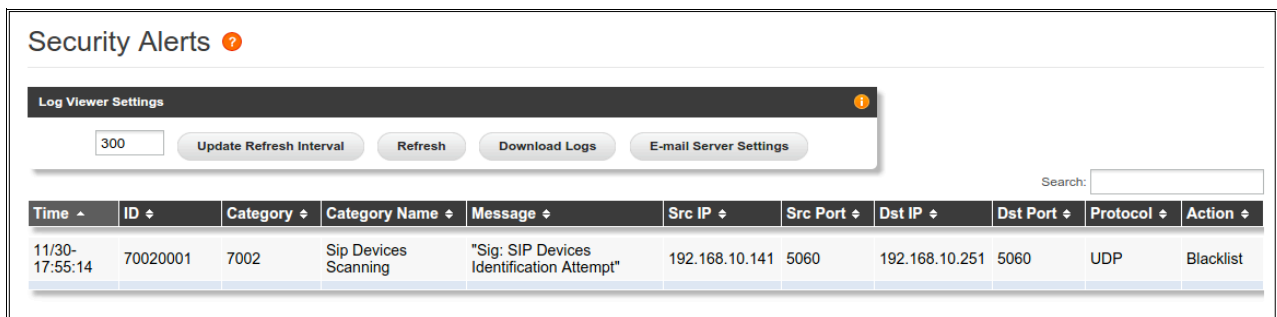 Security Alerts ?
Log Viewer Settings i
300 Update Refresh Interval Refresh Download Logs E-mail Server Settings
Search:
Time ID Category Category Name Message Src IP Src Port Dst IP Dst Port Protocol Action
11/30-17:55:14 70020001 7002 Sip Devices Scanning "Sig: SIP Devices Identification Attempt" 192.168.10.141 5060 192.168.10.251 5060 UDP Blacklist